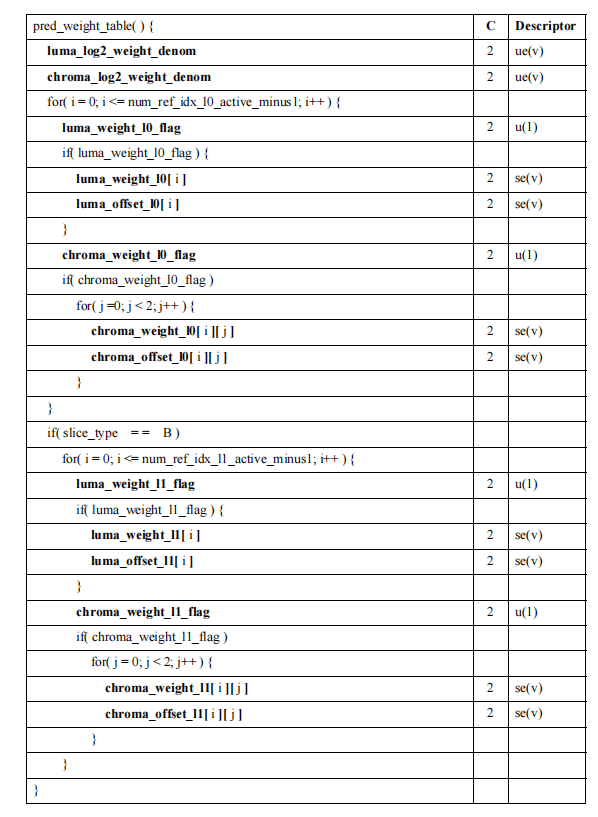 pred_weight_table( ) { C Descriptor
luma_log2_weight_denom 2 ue(v)
chroma_log2_weight_denom 2 ue(v)
for( i = 0; i <= num_ref_idx_l0_active_minus1; i++ ) {
luma_weight_l0_flag 2 u(1)
if( luma_weight_l0_flag ) {
luma_weight_l0[ i ] 2 se(v)
luma_offset_l0[ i ] 2 se(v)
}
chroma_weight_l0_flag 2 u(1)
if( chroma_weight_l0_flag )
for( j =0; j < 2; j++ ) {
chroma_weight_l0[ i ][ j ] 2 se(v)
chroma_offset_l0[ i ][ j ] 2 se(v)
}
}
if( slice_type = = B )
for( i = 0; i <= num_ref_idx_l1_active_minus1; i++ ) {
luma_weight_l1_flag 2 u(1)
if( luma_weight_l1_flag ) {
luma_weight_l1[ i ] 2 se(v)
luma_offset_l1[ i ] 2 se(v)
}
chroma_weight_l1_flag 2 u(1)
if( chroma_weight_l1_flag )
for( j = 0; j < 2; j++ ) {
chroma_weight_l1[ i ][ j ] 2 se(v)
chroma_offset_l1[ i ][ j ] 2 se(v)
}
}
}